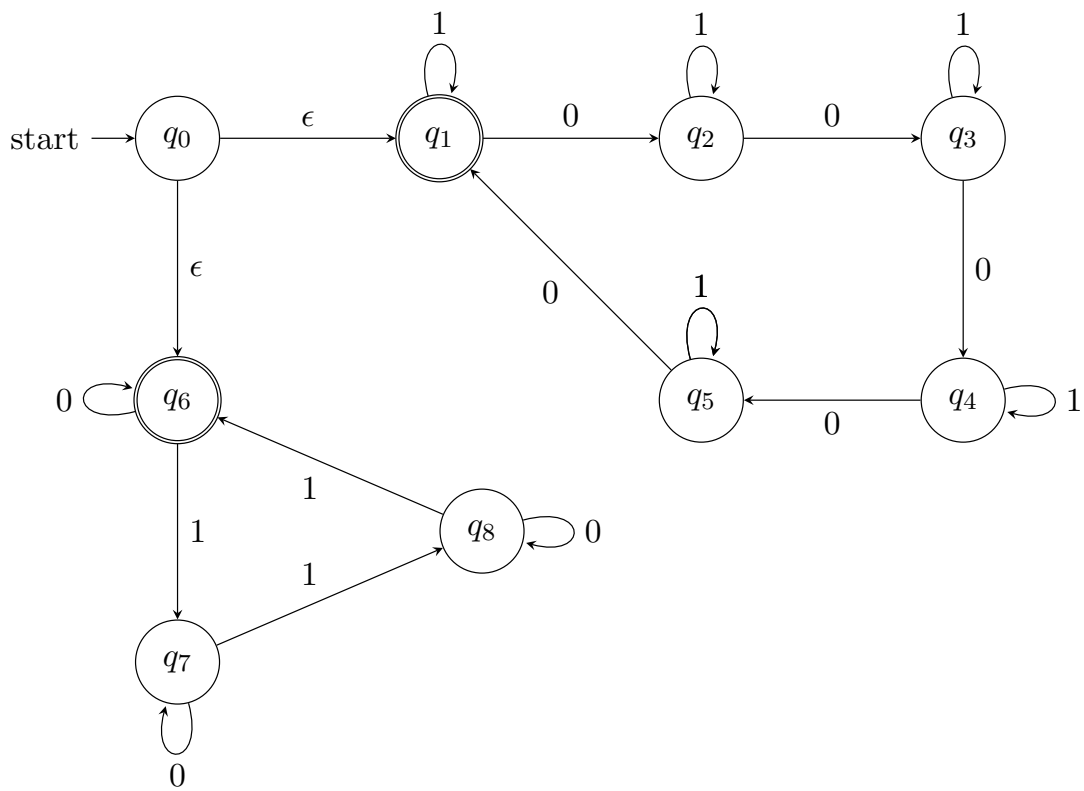 1 1 1
start q₀ ϵ q₁ 0 q₂ 0 q₃
ϵ 0 1 0
0 q₆ q₅ 0 q₄ 1
1 1 q₈ 0
1
q₇
0